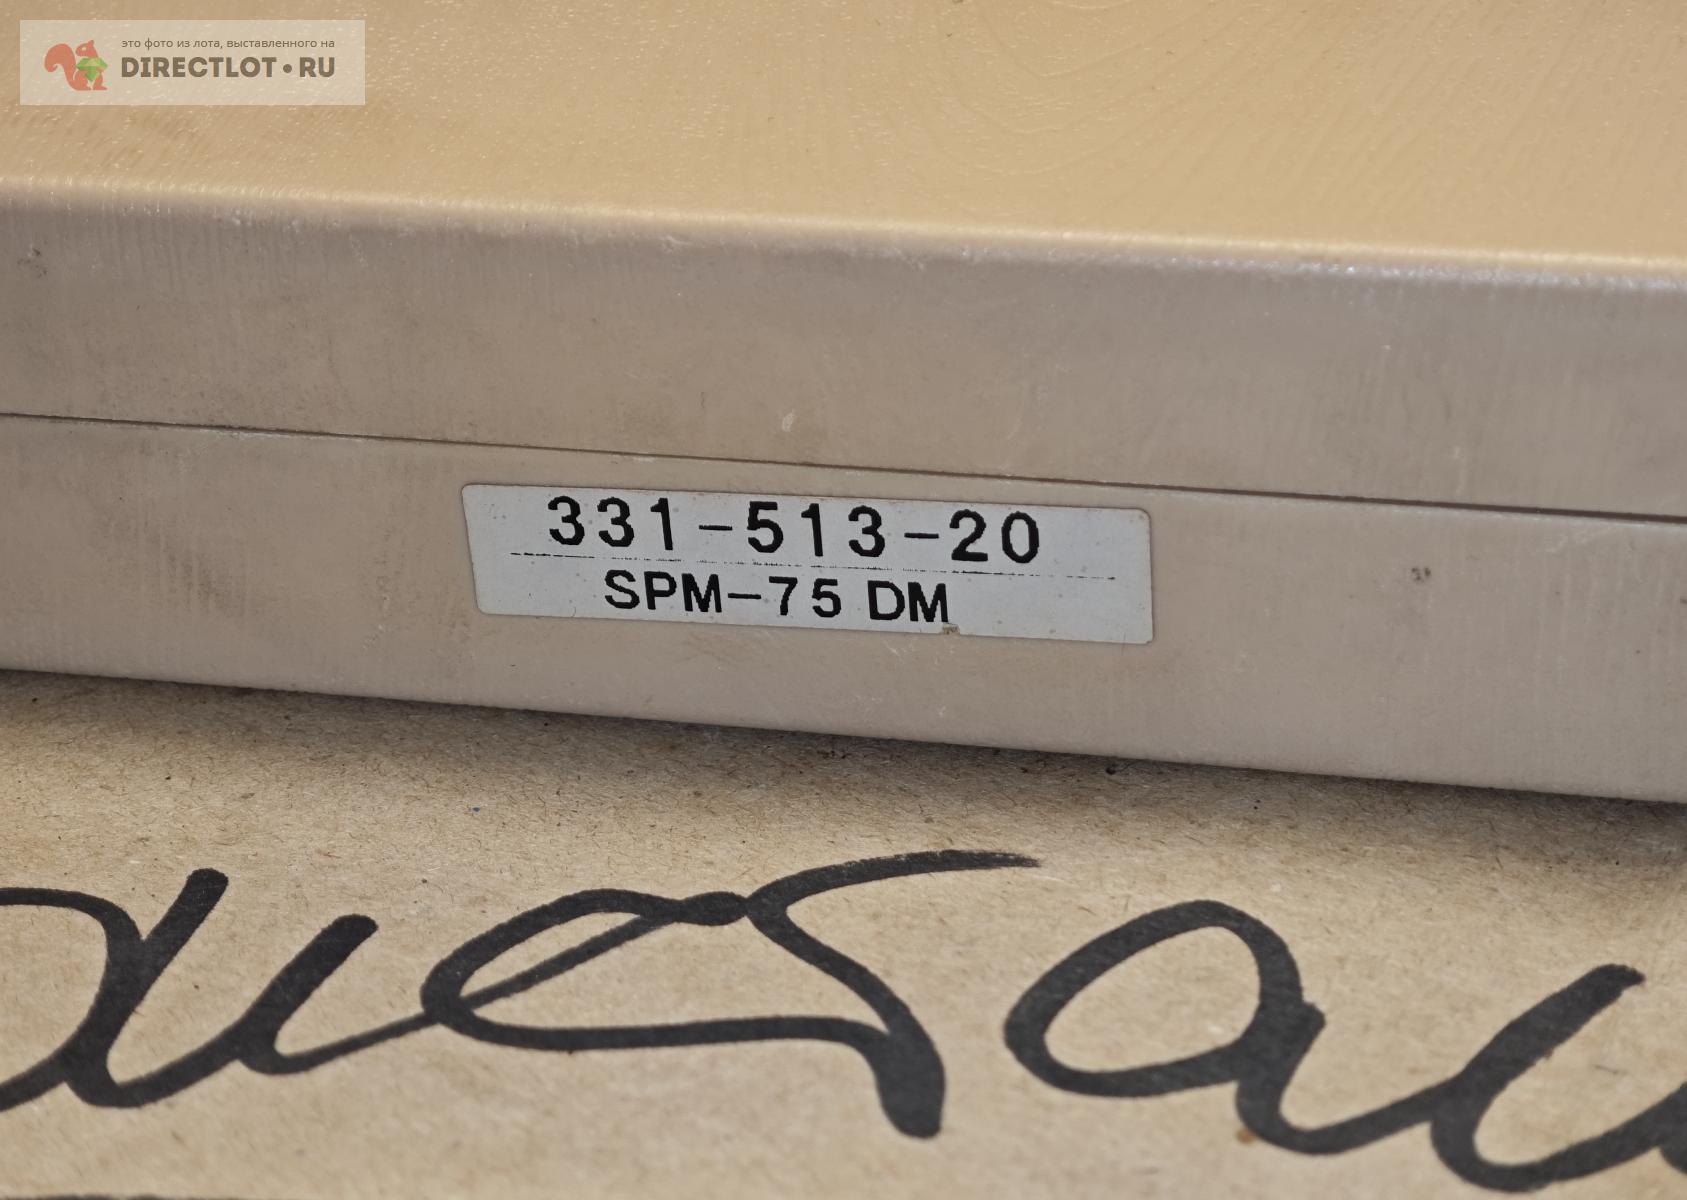 это фото из лота, выставленного на
DIRECTLOT•RU
331-513-20
SPM-75 DM